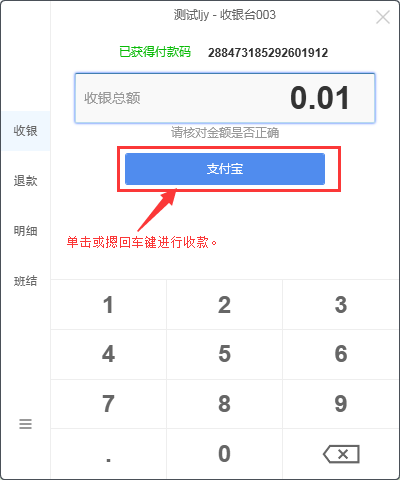 测试ljy - 收银台003
已获得付款码 288473185292601912
收银总额 0.01
请核对金额是否正确
支付宝
单击或摁回车键进行收款。
收银
退款
明细
班结
1 2 3
4 5 6
7 8 9
. 0